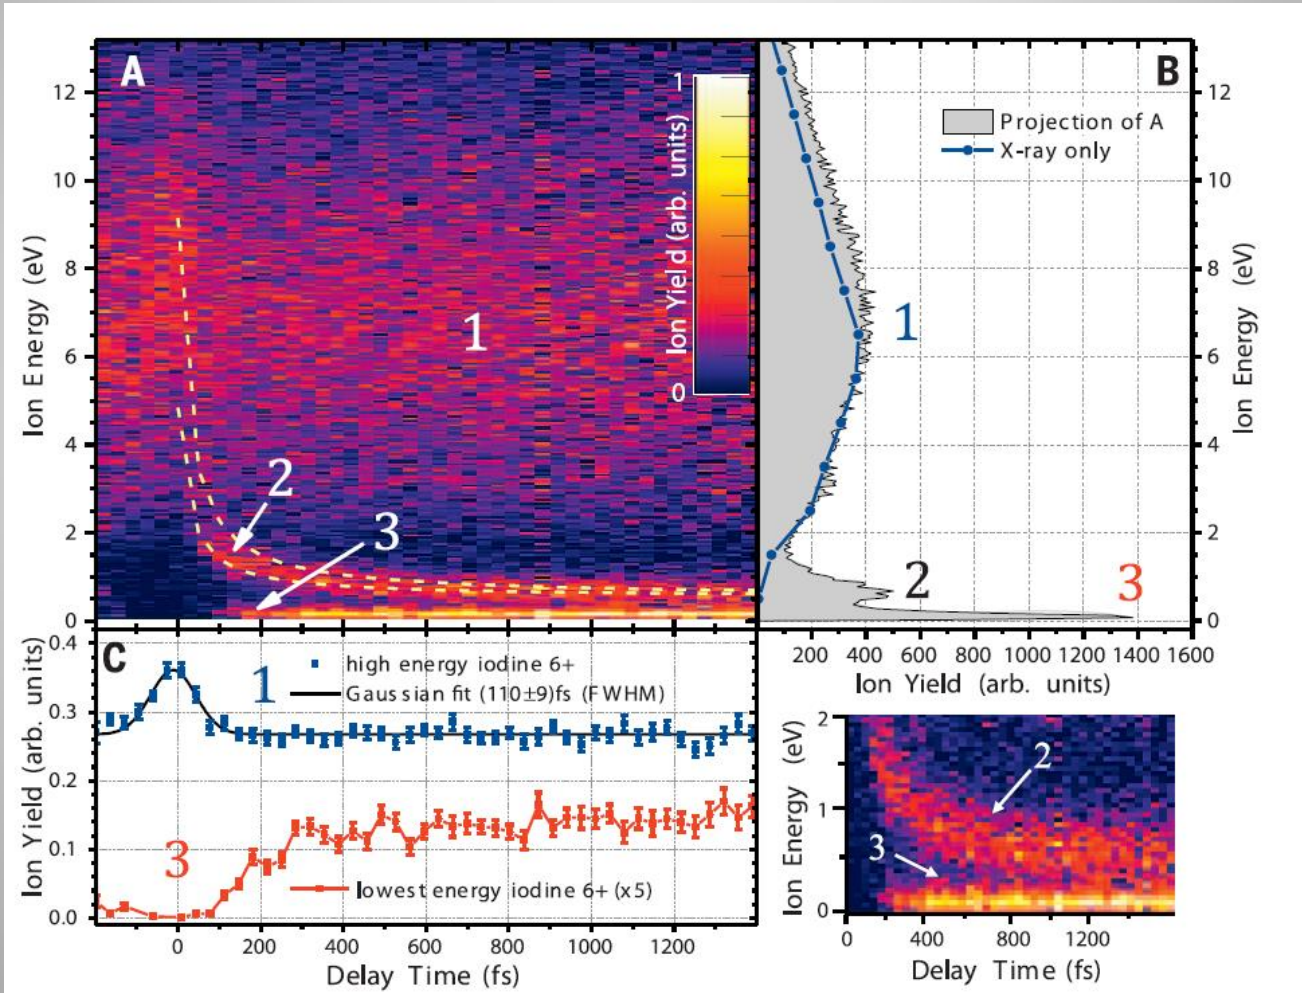 A
12
10
8
6
4
2
0
Ion Energy (eV)
1
2
3
1
0
Ion Yield (arb. units)
B
Projection of A
X-ray only
12
10
8
6
4
2
0
Ion Energy (eV)
1
2
3
200 400 600 800 1000 1200 1400 1600
Ion Yield (arb. units)
C
0.4
0.3
0.2
0.1
0.0
Ion Yield (arb. units)
1
high energy iodine 6+
Gaussian fit (110±9)fs (FWHM)
3
lowest energy iodine 6+ (x5)
0 200 400 600 800 1000 1200
Delay Time (fs)
2
1
0
Ion Energy (eV)
2
3
0 400 800 1200
Delay Time (fs)